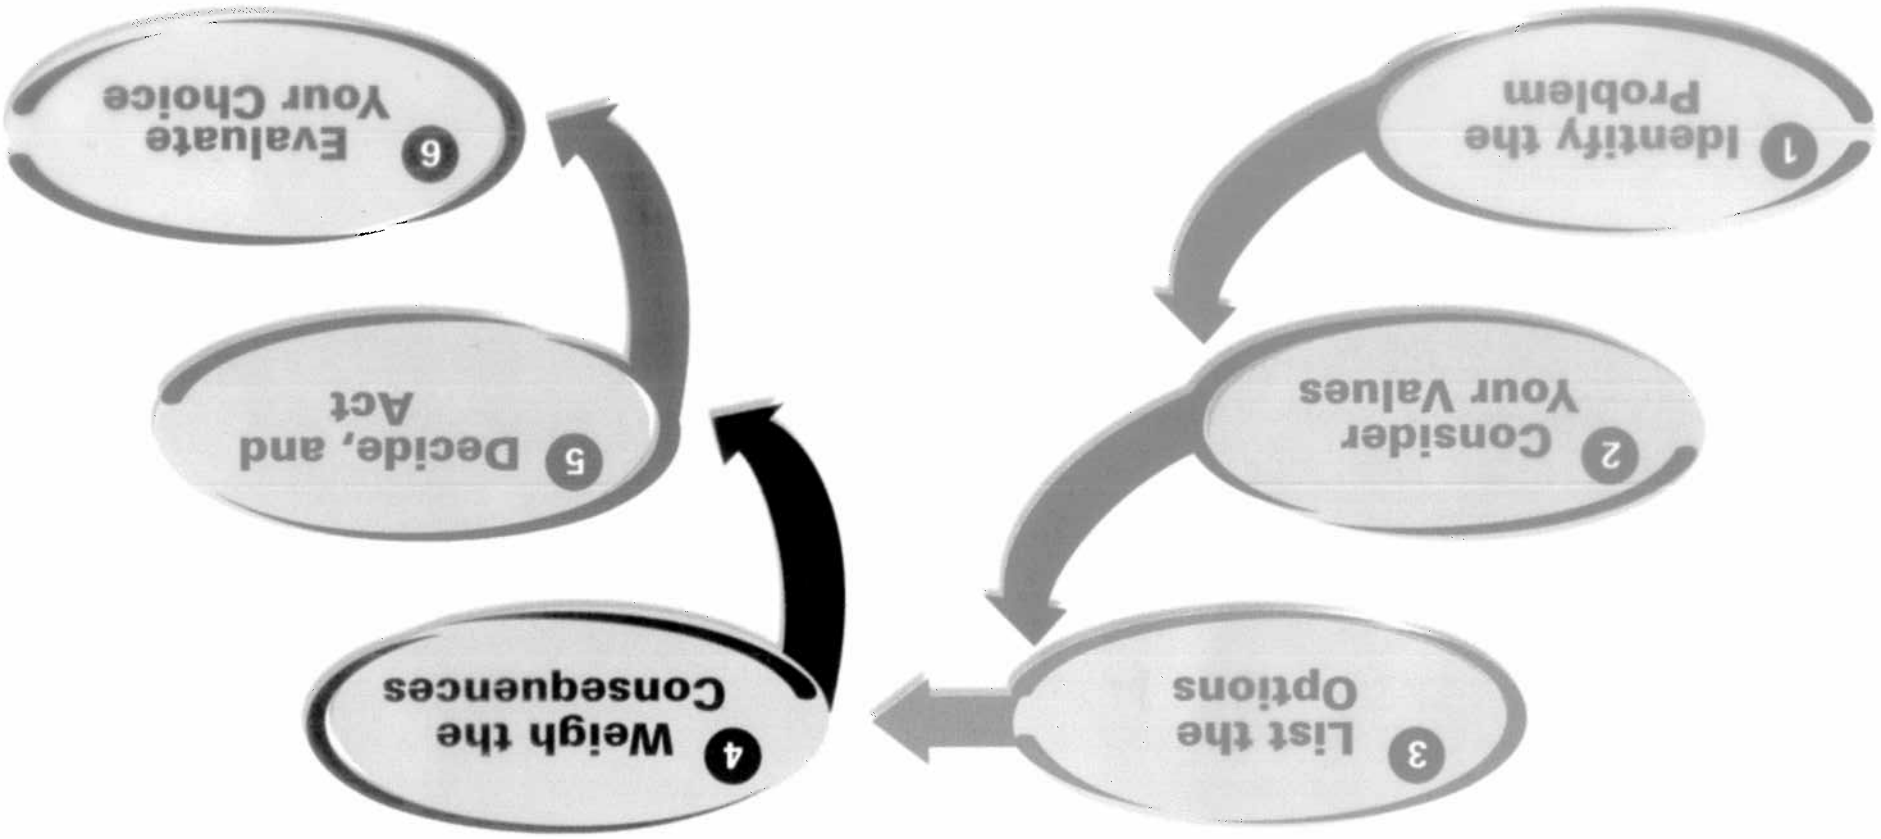 1 Identify the
Problem
2 Consider
Your Values
3 List the
Options
4 Weigh the
Consequences
5 Decide, and
Act
6 Evaluate
Your Choice